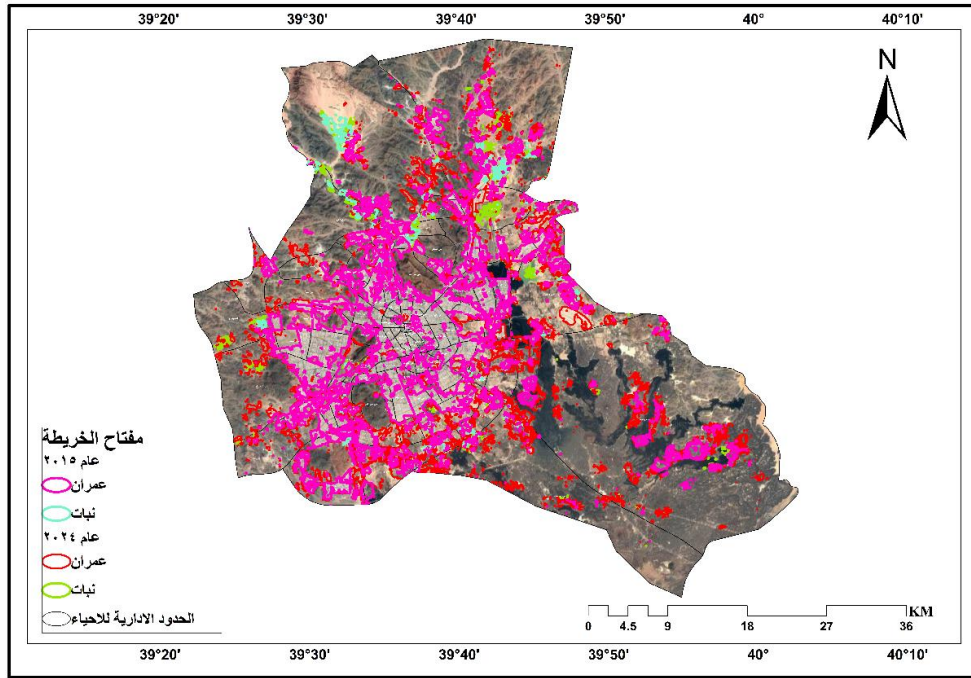 39°20' 39°30' 39°40' 39°50' 40° 40°10'
N
مفتاح الخريطة
عام ٢٠١٥
عمران
نبات
عام ٢٠٢٤
عمران
نبات
الحدود الادارية للاحياء
KM
0 4.5 9 18 27 36
39°20' 39°30' 39°40' 39°50' 40° 40°10'